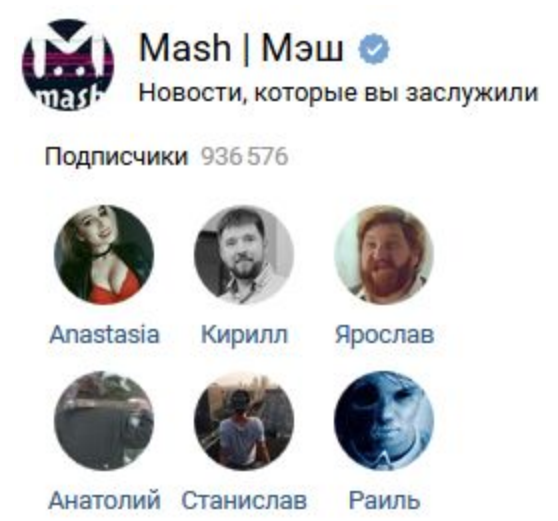 Mash | Мэш
mash
Новости, которые вы заслужили
Подписчики 936 576
Anastasia Кирилл Ярослав
Анатолий Станислав Раиль